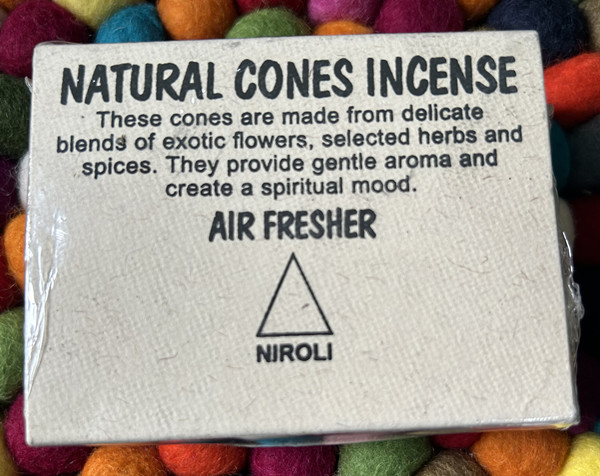 NATURAL CONES INCENSE
These cones are made from delicate
blends of exotic flowers, selected herbs and
spices. They provide gentle aroma and
create a spiritual mood.
AIR FRESHER
NIROLI